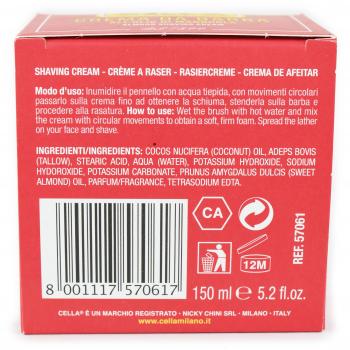 CREMA DA BARBA
SHAVING CREAM - CRÈME A RASER - RASIERCREME - CREMA DE AFEITAR
Modo d'uso: Inumidire il pennello con acqua tiepida, con movimenti circolari
passarlo sulla crema fino ad ottenere la schiuma, stenderla sulla barba e
procedere alla rasatura. How to use: Wet the brush with hot water and mix
the cream with circular movements to obtain a soft, firm foam. Spread the lather
on your face and shave.
INGREDIENTI/INGREDIENTS: COCOS NUCIFERA (COCONUT) OIL, ADEPS BOVIS
(TALLOW), STEARIC ACID, AQUA (WATER), POTASSIUM HYDROXIDE, SODIUM
HYDROXIDE, POTASSIUM CARBONATE, PRUNUS AMYGDALUS DULCIS (SWEET
ALMOND) OIL, PARFUM/FRAGRANCE, TETRASODIUM EDTA.
CA
12M
REF. 57061
8 001117 570617
150 ml e 5.2 fl.oz.
CELLA® È UN MARCHIO REGISTRATO - NICKY CHINI SRL - MILANO - ITALY
www.cellamilano.it